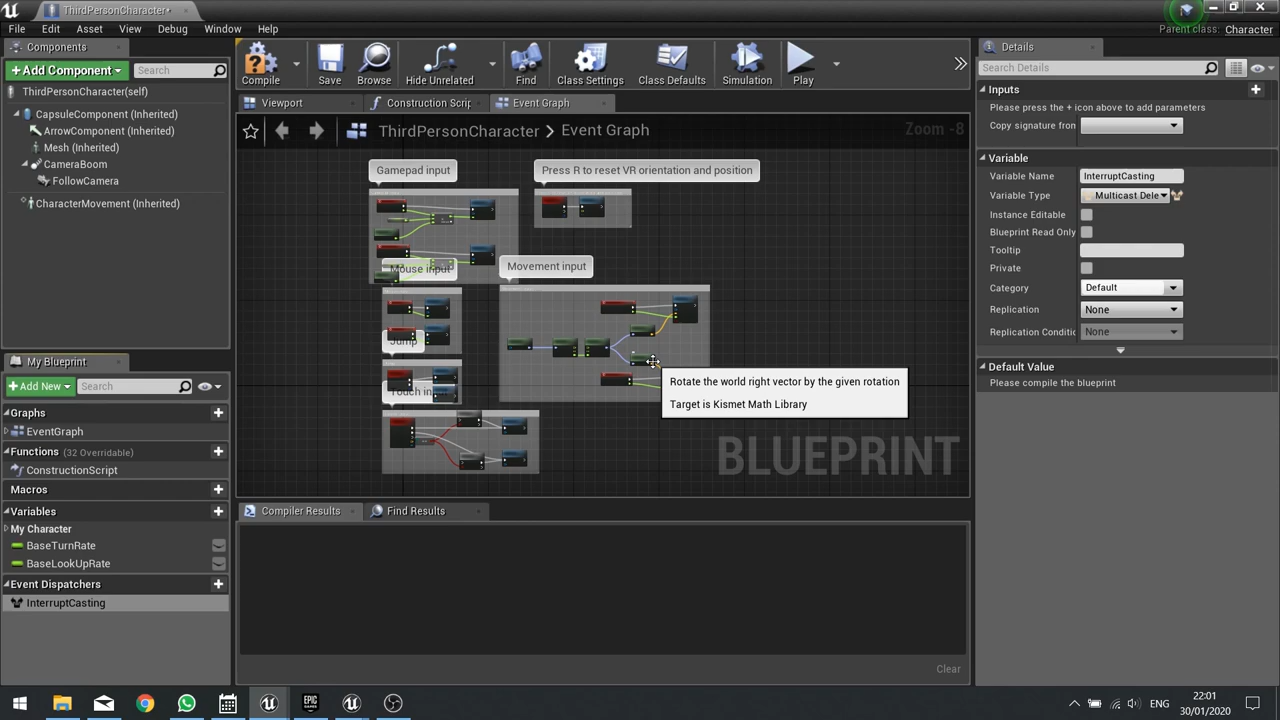 ThirdPersonCharacter*
File Edit Asset View Debug Window Help
Parent class: Character
Components
+ Add Component
Search
ThirdPersonCharacter(self)
CapsuleComponent (Inherited)
ArrowComponent (Inherited)
Mesh (Inherited)
CameraBoom
FollowCamera
CharacterMovement (Inherited)
My Blueprint
+ Add New
Search
Graphs
EventGraph
Functions (32 Overridable)
ConstructionScript
Macros
Variables
My Character
BaseTurnRate
BaseLookUpRate
Event Dispatchers
InterruptCasting
Compile Save Browse Hide Unrelated Find Class Settings Class Defaults Simulation Play
Viewport Construction Scrip Event Graph
ThirdPersonCharacter > Event Graph
Zoom -8
Gamepad input
Press R to reset VR orientation and position
Mouse input
Movement input
Jump
Touch in
Rotate the world right vector by the given rotation
Target is Kismet Math Library
BLUEPRINT
Compiler Results Find Results
Clear
Details
Search Details
Inputs
Please press the + icon above to add parameters
Copy signature from
Variable
Variable Name InterruptCasting
Variable Type Multicast Dele
Instance Editable
Blueprint Read Only
Tooltip
Private
Category Default
Replication None
Replication Conditic None
Default Value
Please compile the blueprint
ENG
22:01
30/01/2020